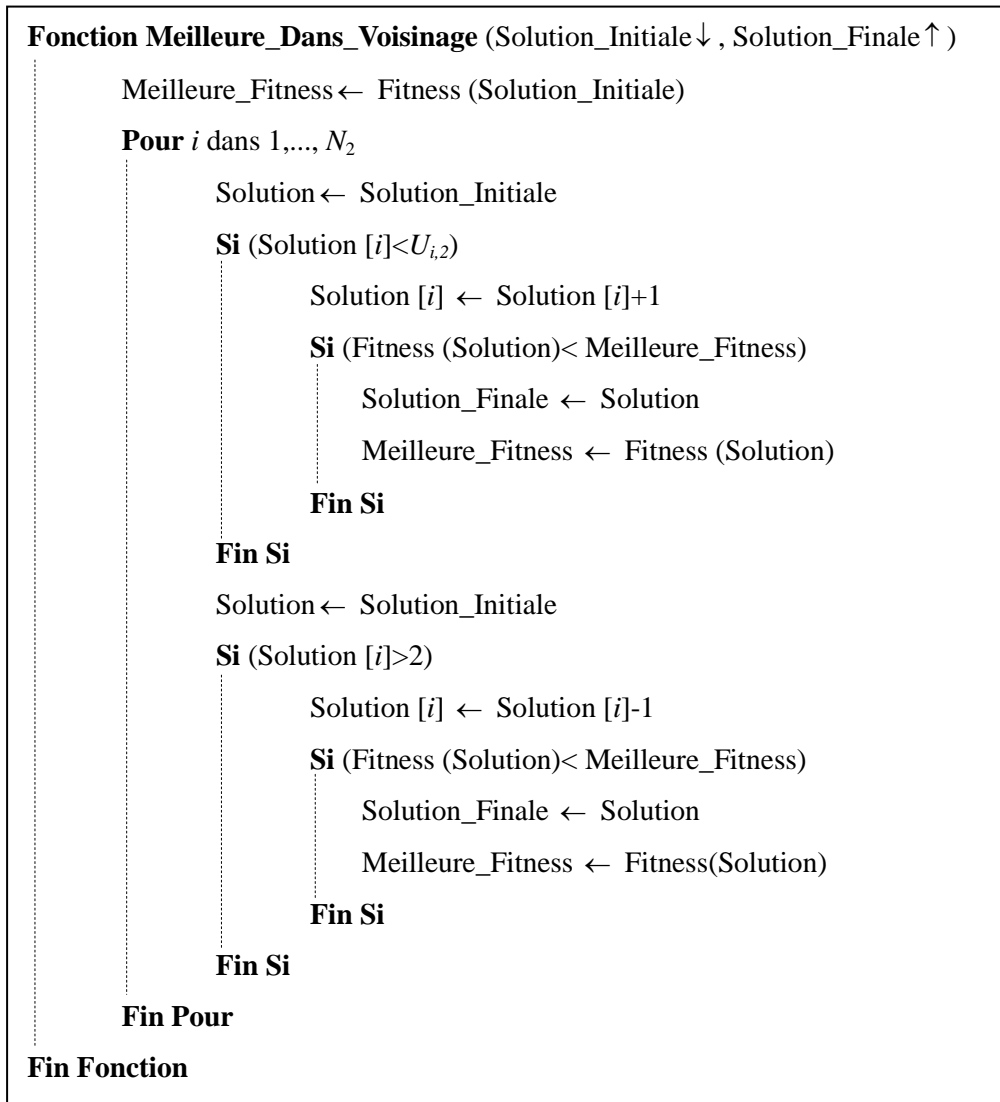 Fonction Meilleure_Dans_Voisinage (Solution_Initiale↓, Solution_Finale↑)
Meilleure_Fitness← Fitness (Solution_Initiale)
Pour i dans 1,..., N₂
Solution← Solution_Initiale
Si (Solution [i]<Uᵢ,₂)
Solution [i] ← Solution [i]+1
Si (Fitness (Solution)< Meilleure_Fitness)
Solution_Finale ← Solution
Meilleure_Fitness ← Fitness (Solution)
Fin Si
Fin Si
Solution← Solution_Initiale
Si (Solution [i]>2)
Solution [i] ← Solution [i]-1
Si (Fitness (Solution)< Meilleure_Fitness)
Solution_Finale ← Solution
Meilleure_Fitness ← Fitness(Solution)
Fin Si
Fin Si
Fin Pour
Fin Fonction